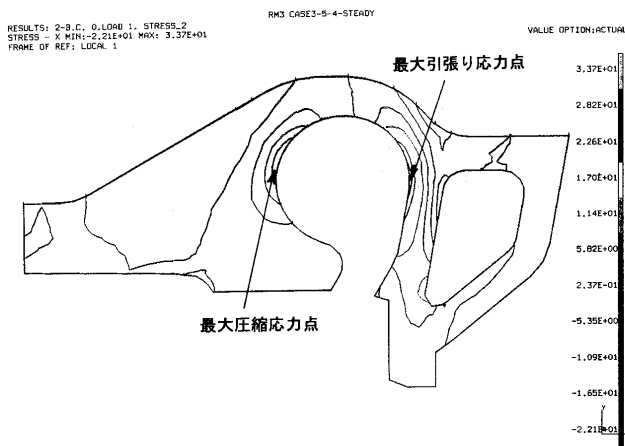 RM3 CASE3-5-4-STEADY
RESULTS: 2-B.C. 0,LOAD 1, STRESS_2
STRESS - X MIN:-2.21E+01 MAX: 3.37E+01
FRAME OF REF: LOCAL 1
VALUE OPTION:ACTUAL
最大引張り応力点
最大圧縮応力点
3.37E+01
2.82E+01
2.26E+01
1.70E+01
1.14E+01
5.82E+00
2.37E-01
-5.35E+00
-1.09E+01
-1.65E+01
Y
-2.21E+01